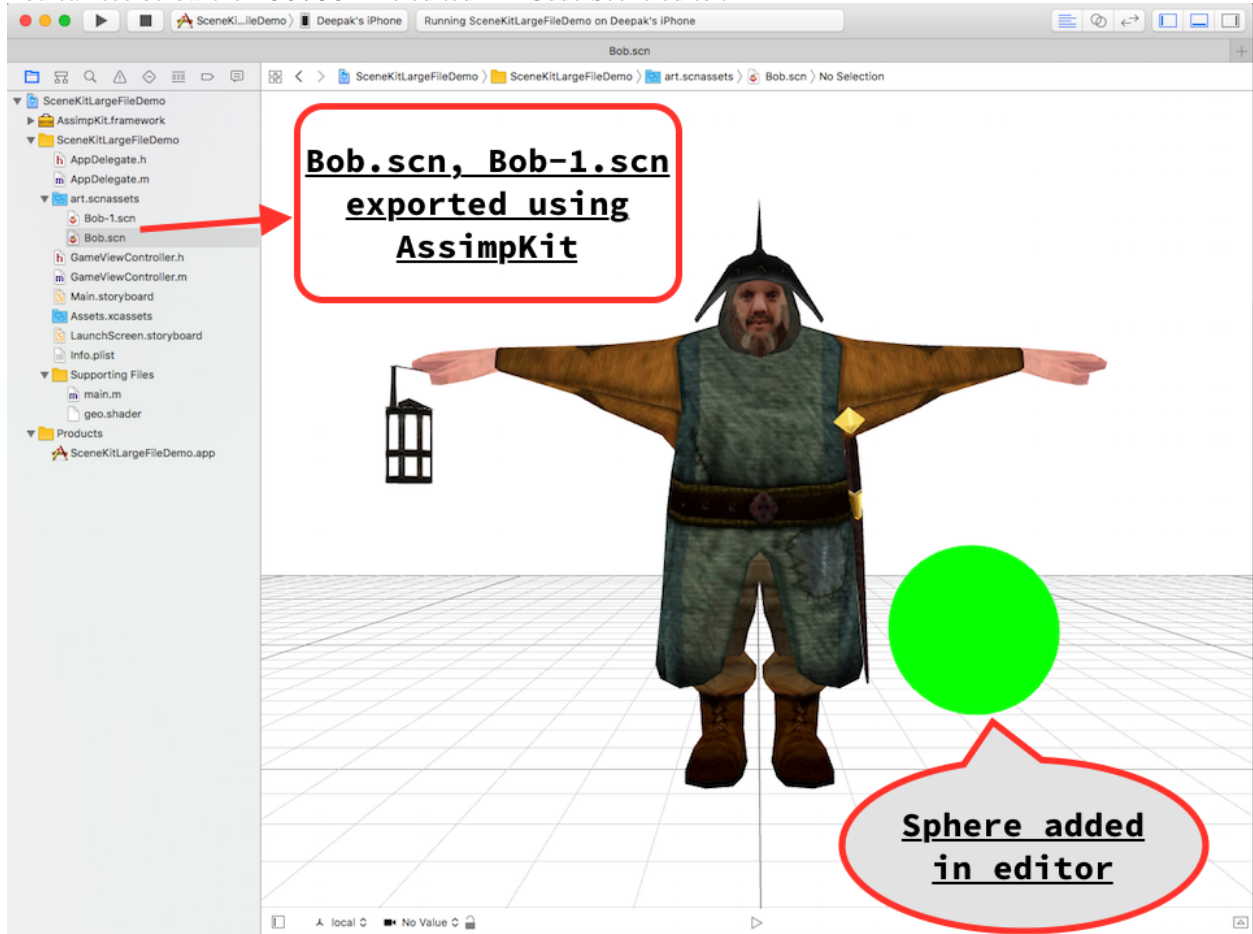 SceneKi...ileDemo
Deepak's iPhone
Running SceneKitLargeFileDemo on Deepak's iPhone
Bob.scn
SceneKitLargeFileDemo
SceneKitLargeFileDemo
art.scnassets
Bob.scn
No Selection
SceneKitLargeFileDemo
AssimpKit.framework
SceneKitLargeFileDemo
h AppDelegate.h
m AppDelegate.m
art.scnassets
Bob-1.scn
Bob.scn
h GameViewController.h
m GameViewController.m
Main.storyboard
Assets.xcassets
LaunchScreen.storyboard
Info.plist
Supporting Files
m main.m
geo.shader
Products
SceneKitLargeFileDemo.app
Bob.scn, Bob-1.scn
exported using
AssimpKit
Sphere added
in editor
local
No Value